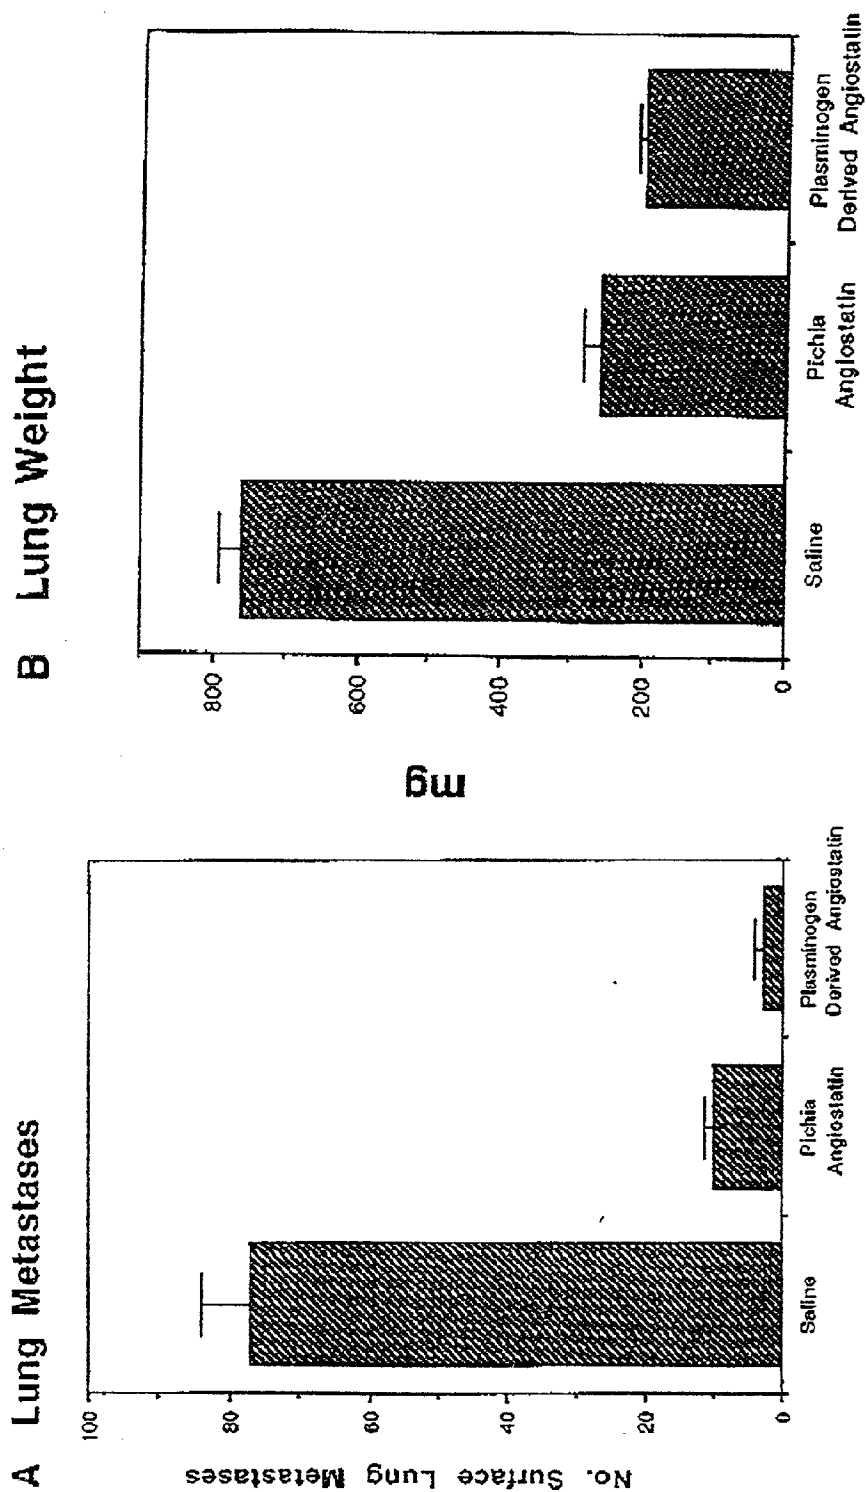 A Lung Metastases
No. Surface Lung Metastases
100
80
60
40
20
0
Saline
Pichia
Angiostatin
Plasminogen
Derived Angiostatin
B Lung Weight
mg
800
600
400
200
0
Saline
Pichia
Angiostatin
Plasminogen
Derived Angiostatin